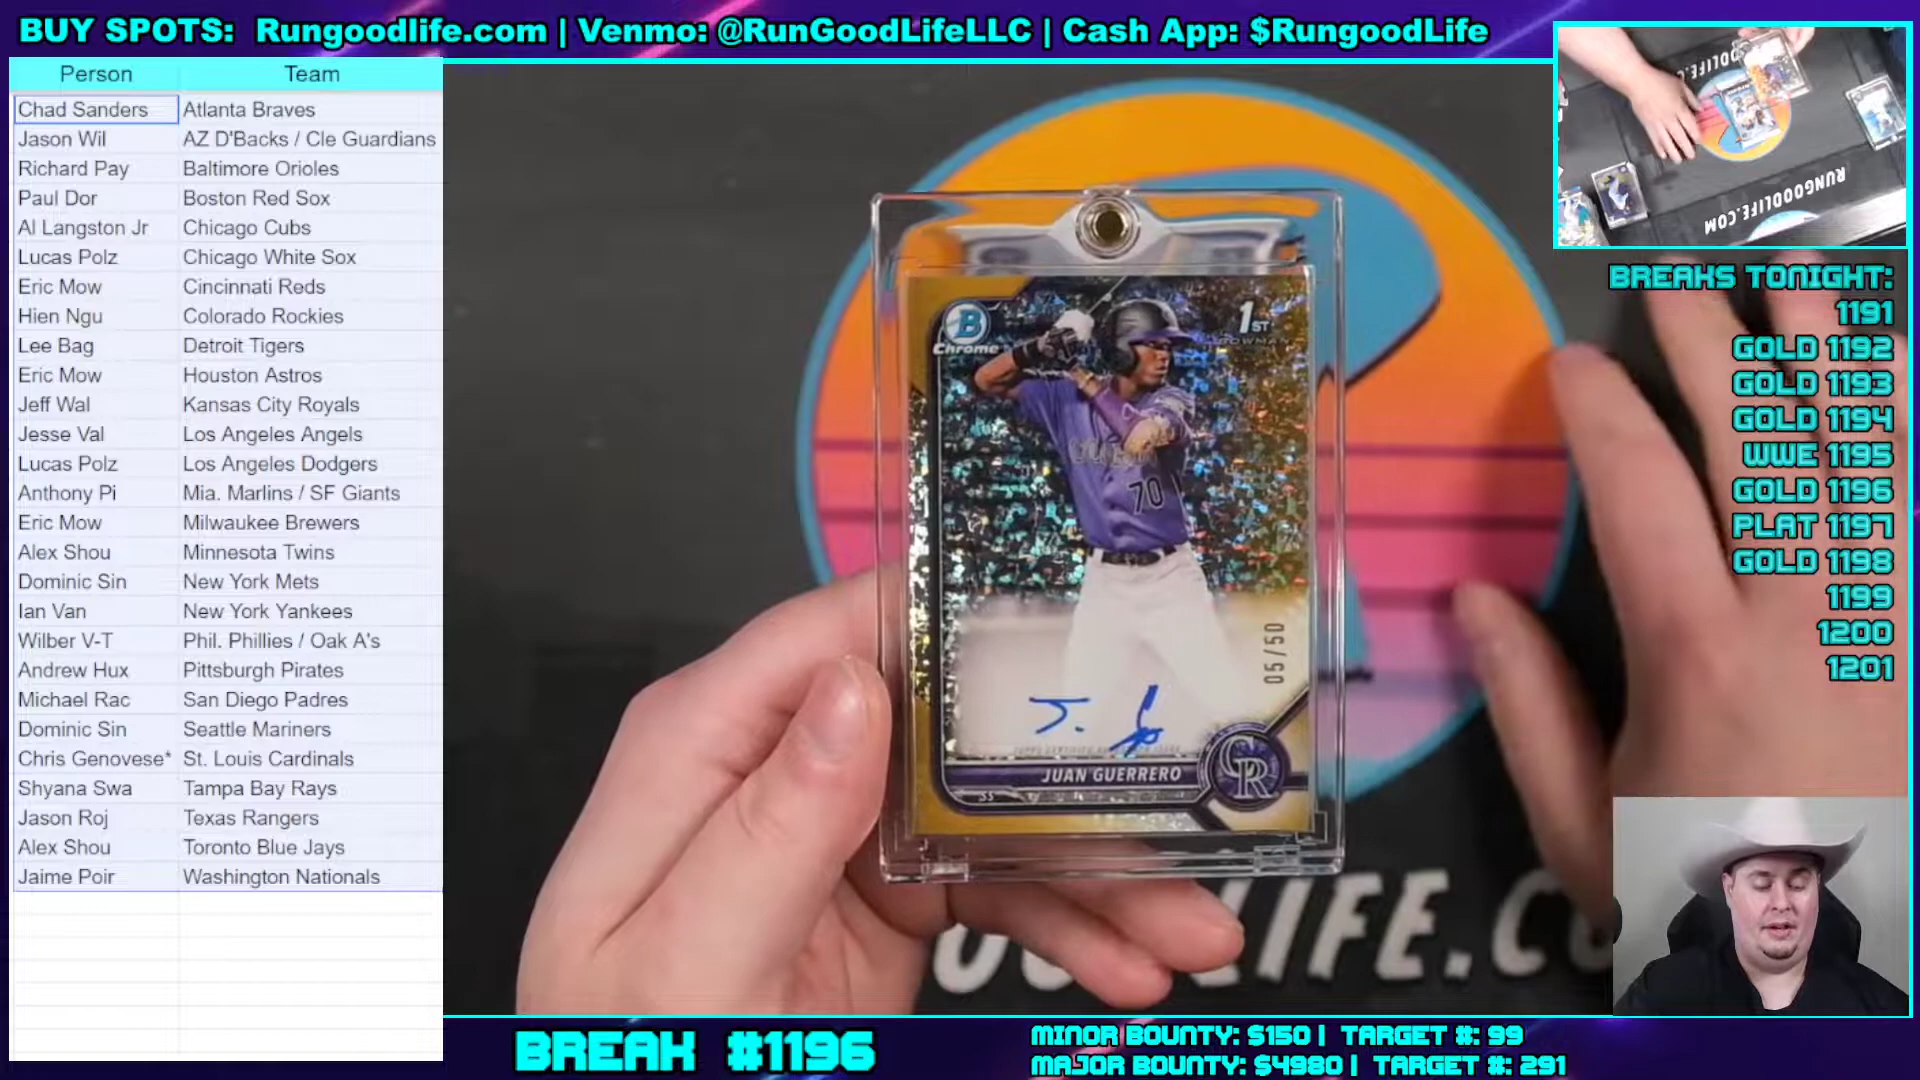 BUY SPOTS: Rungoodlife.com | Venmo: @RunGoodLifeLLC | Cash App: $RungoodLife
Person Team
Chad Sanders Atlanta Braves
Jason Wil AZ D'Backs / Cle Guardians
Richard Pay Baltimore Orioles
Paul Dor Boston Red Sox
Al Langston Jr Chicago Cubs
Lucas Polz Chicago White Sox
Eric Mow Cincinnati Reds
Hien Ngu Colorado Rockies
Lee Bag Detroit Tigers
Eric Mow Houston Astros
Jeff Wal Kansas City Royals
Jesse Val Los Angeles Angels
Lucas Polz Los Angeles Dodgers
Anthony Pi Mia. Marlins / SF Giants
Eric Mow Milwaukee Brewers
Alex Shou Minnesota Twins
Dominic Sin New York Mets
Ian Van New York Yankees
Wilber V-T Phil. Phillies / Oak A's
Andrew Hux Pittsburgh Pirates
Michael Rac San Diego Padres
Dominic Sin Seattle Mariners
Chris Genovese* St. Louis Cardinals
Shyana Swa Tampa Bay Rays
Jason Roj Texas Rangers
Alex Shou Toronto Blue Jays
Jaime Poir Washington Nationals
B
Chrome
1ST
BOWMAN
70
05/50
JUAN GUERRERO
SS
CR
LIFE.C
RUNGOODLIFE.COM
BREAKS TONIGHT:
1191
GOLD 1192
GOLD 1193
GOLD 1194
WWE 1195
GOLD 1196
PLAT 1197
GOLD 1198
1199
1200
1201
BREAK #1196
MINOR BOUNTY: $150 | TARGET #: 99
MAJOR BOUNTY: $4980 | TARGET #: 291